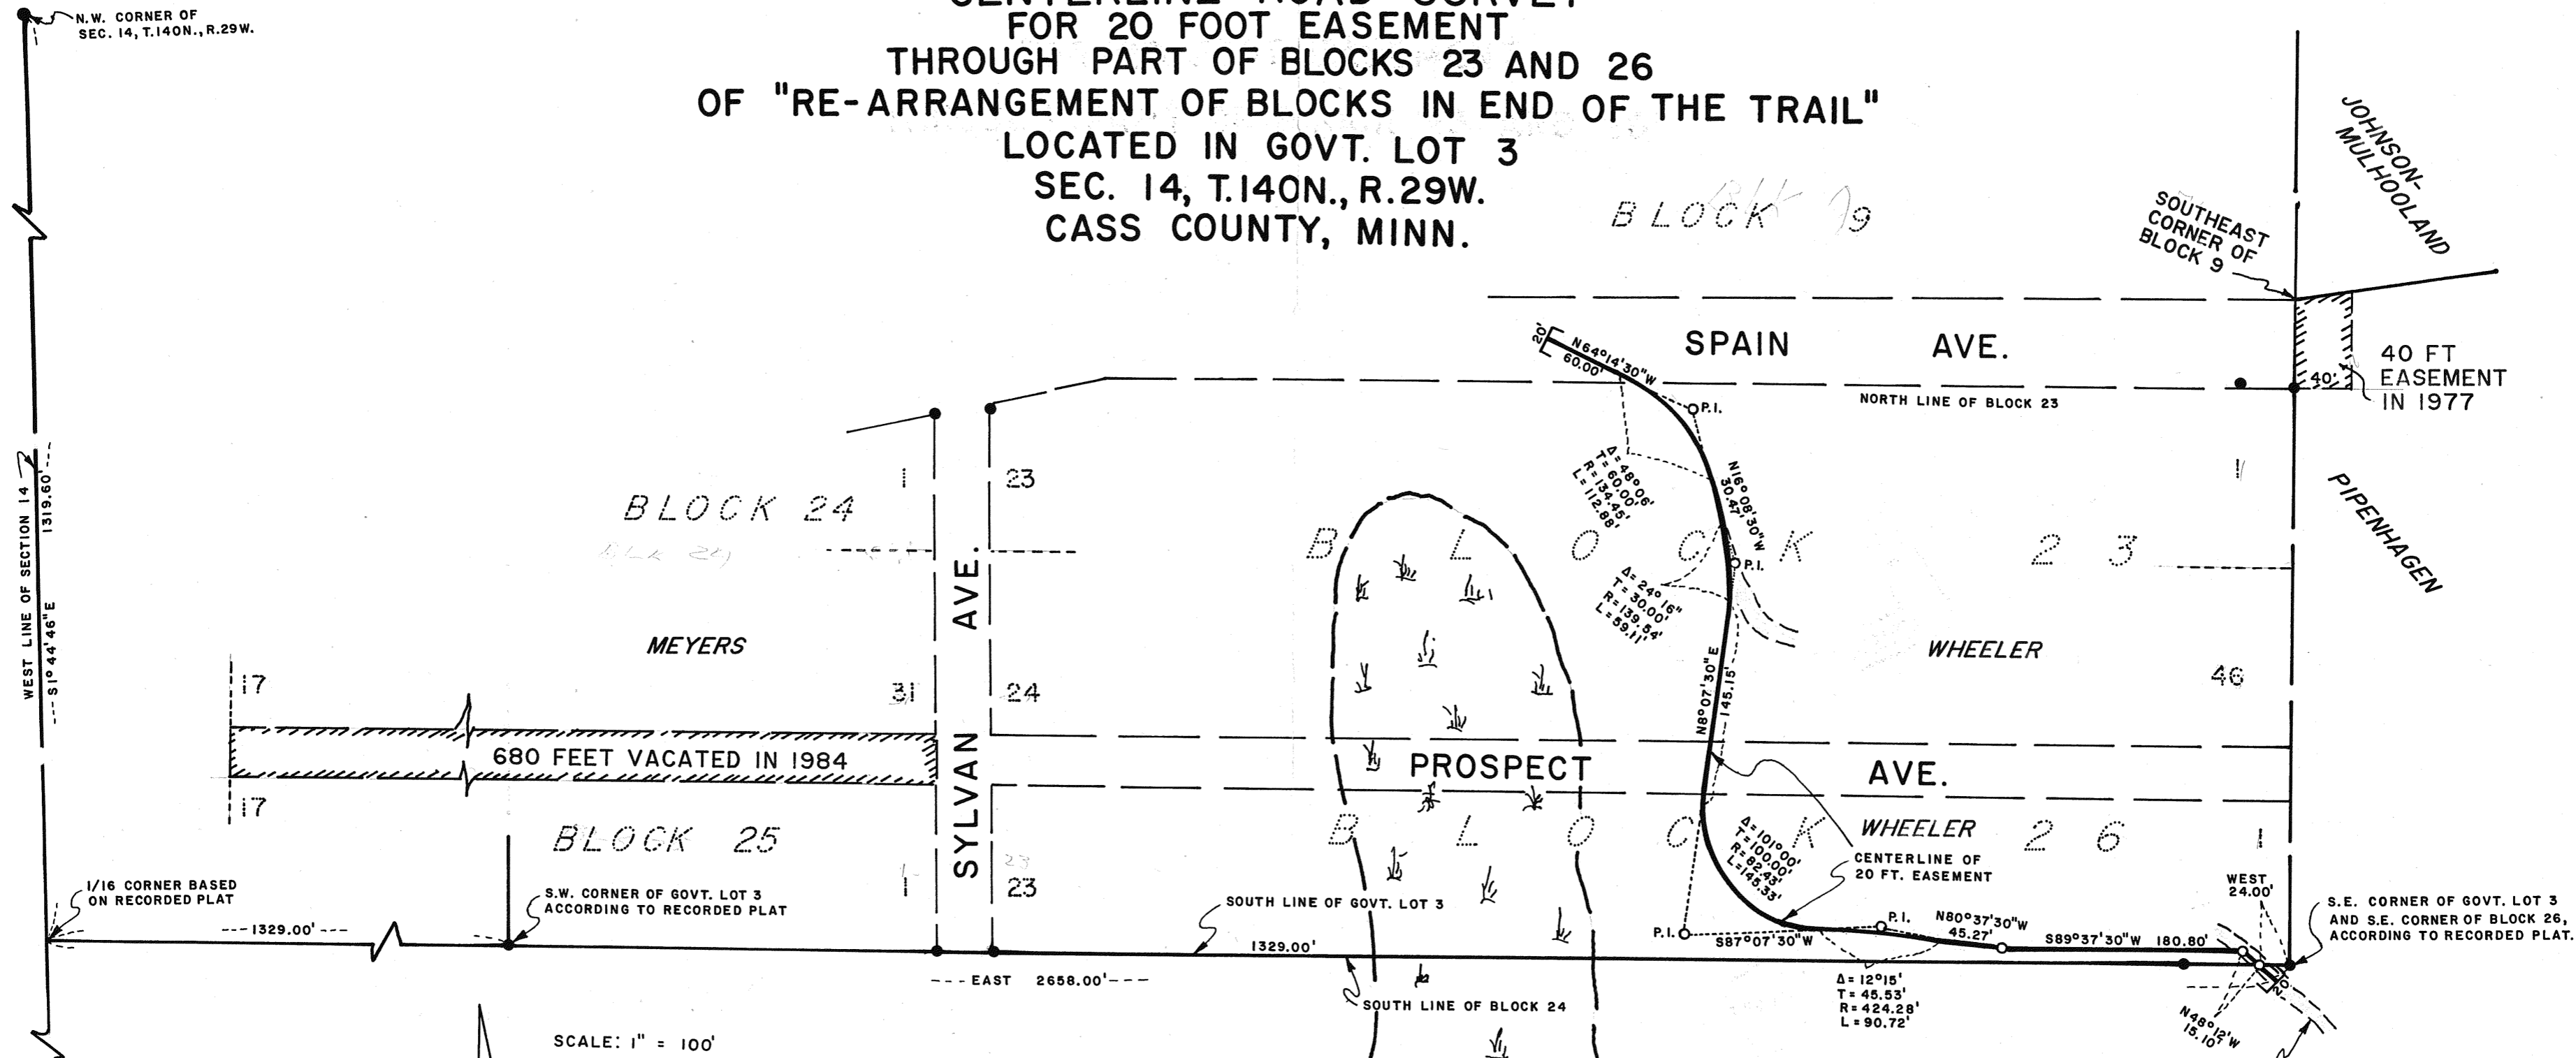 CENTERLINE ROAD SURVEY
FOR 20 FOOT EASEMENT
THROUGH PART OF BLOCKS 23 AND 26
OF "RE-ARRANGEMENT OF BLOCKS IN END OF THE TRAIL"
LOCATED IN GOVT. LOT 3
SEC. 14, T.140N., R.29W.
CASS COUNTY, MINN.
N.W. CORNER OF
SEC. 14, T.140N., R.29W.
BLOCK 9
JOHNSON-
MULHOOLAND
SOUTHEAST
CORNER OF
BLOCK 9
SPAIN AVE.
20'
N64°14'30"W
60.00'
P.I.
NORTH LINE OF BLOCK 23
40'
40 FT
EASEMENT
IN 1977
WEST LINE OF SECTION 14
S1°44'46"E 1319.60'
BLOCK 24
1
23
Δ= 48°06'
T= 60.00'
R= 134.45'
L= 112.88'
N16°08'30"W
30.47'
1
PIPENHAGEN
BLOCK 23
P.I.
Δ= 24°16"
T= 30.00'
R= 139.54'
L= 59.11'
MEYERS
SYLVAN AVE.
WHEELER
17
31
24
N8°07'30"E
145.15'
46
680 FEET VACATED IN 1984
PROSPECT AVE.
17
BLOCK 25
23
BLOCK 26
WHEELER
1
Δ= 101°00'
T= 100.00'
R= 82.43'
L= 145.33'
CENTERLINE OF
20 FT. EASEMENT
1/16 CORNER BASED
ON RECORDED PLAT
S.W. CORNER OF GOVT. LOT 3
ACCORDING TO RECORDED PLAT
1
23
SOUTH LINE OF GOVT. LOT 3
WEST
24.00'
S.E. CORNER OF GOVT. LOT 3
AND S.E. CORNER OF BLOCK 26,
ACCORDING TO RECORDED PLAT.
1329.00'
1329.00'
P.I.
S87°07'30"W
P.I.
N80°37'30"W
45.27'
S89°37'30"W 180.80'
EAST 2658.00'
SOUTH LINE OF BLOCK 24
Δ= 12°15'
T= 45.53'
R= 424.28'
L= 90.72'
20'
N48°12'W
15.10'
SCALE: 1" = 100'